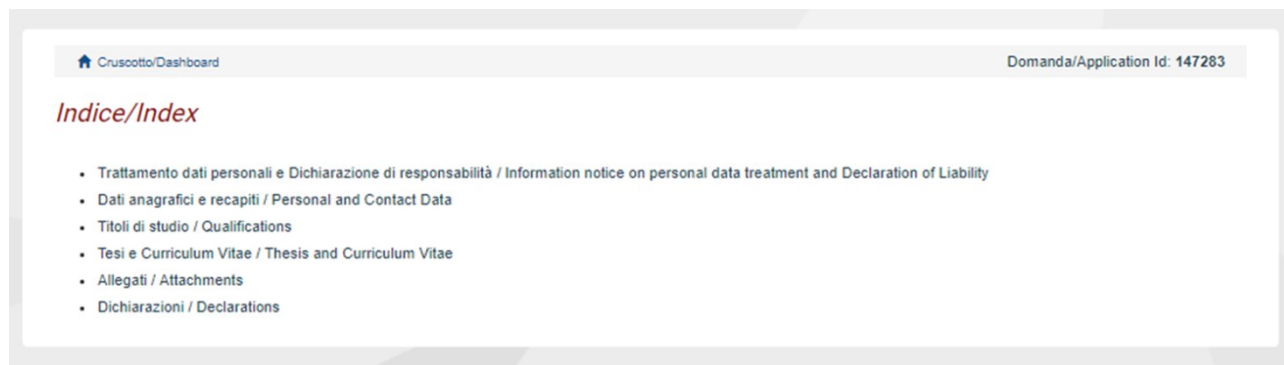 Cruscotto/Dashboard
Domanda/Application Id: 147283
Indice/Index
Trattamento dati personali e Dichiarazione di responsabilità / Information notice on personal data treatment and Declaration of Liability
Dati anagrafici e recapiti / Personal and Contact Data
Titoli di studio / Qualifications
Tesi e Curriculum Vitae / Thesis and Curriculum Vitae
Allegati / Attachments
Dichiarazioni / Declarations